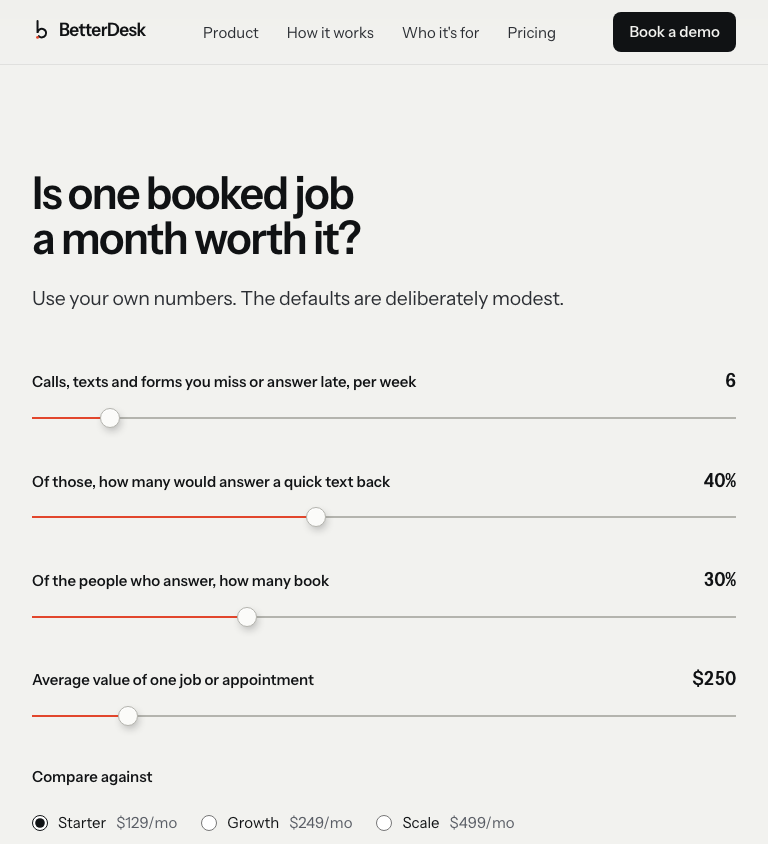 BetterDesk
Product How it works Who it's for Pricing
Book a demo
Is one booked job
a month worth it?
Use your own numbers. The defaults are deliberately modest.
Calls, texts and forms you miss or answer late, per week 6
Of those, how many would answer a quick text back 40%
Of the people who answer, how many book 30%
Average value of one job or appointment $250
Compare against
Starter $129/mo Growth $249/mo Scale $499/mo